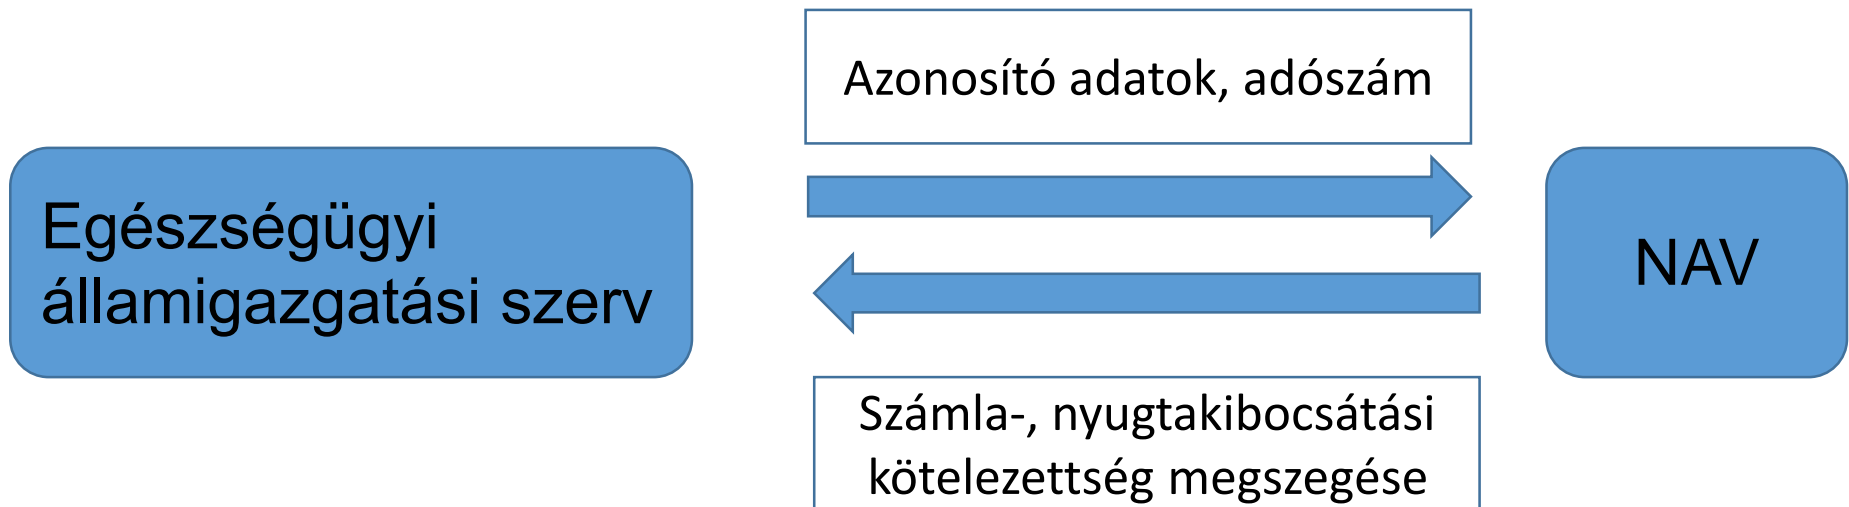 Azonosító adatok, adószám
Egészségügyi
államigazgatási szerv
NAV
Számla-, nyugtakibocsátási
kötelezettség megszegése